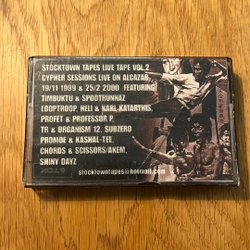 STOCKTOWN TAPES LIVE TAPE VOL 2
CYPHER SESSIONS LIVE ON ALCAZAR
19/11 1999 & 25/2 2000 FEATURING
TIMBUKTU & SPOOTRUNNAZ
LOOPTROOP, HELI & KARL-KATARTHIS,
PROFET & PROFESSOR P,
TR & ORGANISM 12, SUBZERO
PROMOE & KASHAL-TEE,
CHORDS & SCISSORS/AKEM,
SHINY DAYZ
stocktowntapes@hotmail.com